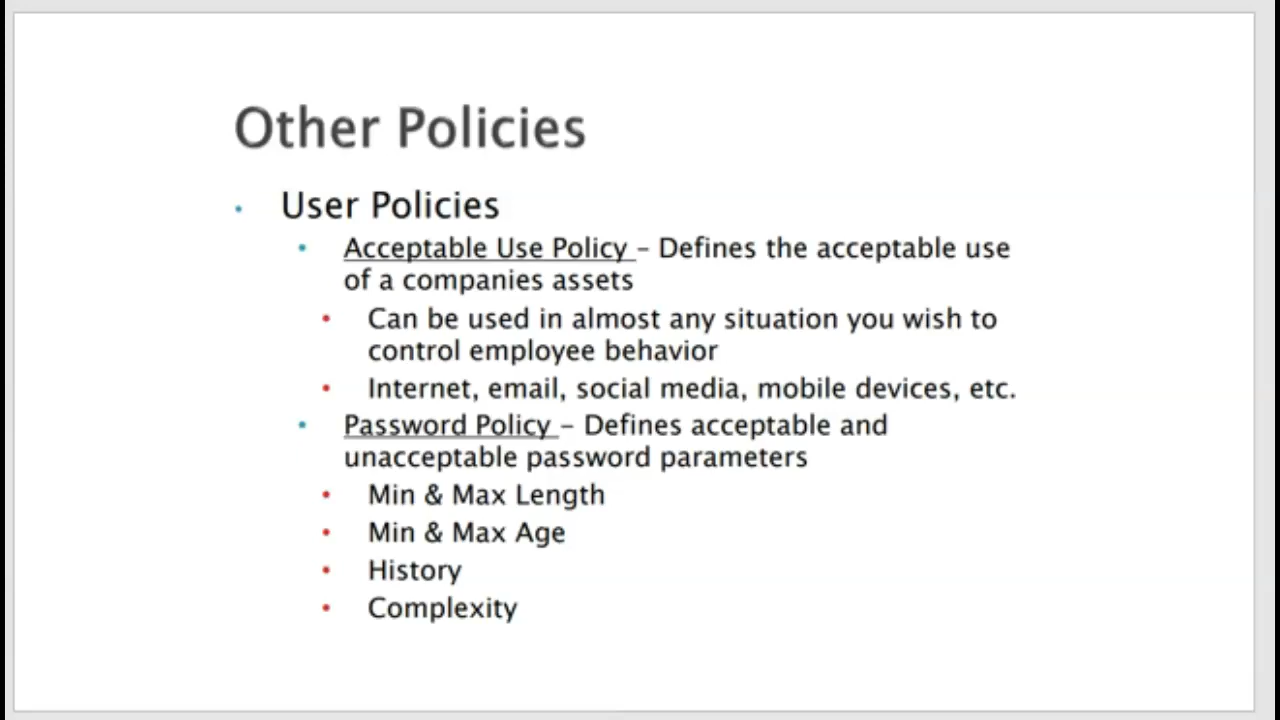 Other Policies
• User Policies
• Acceptable Use Policy – Defines the acceptable use
of a companies assets
• Can be used in almost any situation you wish to
control employee behavior
• Internet, email, social media, mobile devices, etc.
• Password Policy – Defines acceptable and
unacceptable password parameters
• Min & Max Length
• Min & Max Age
• History
• Complexity